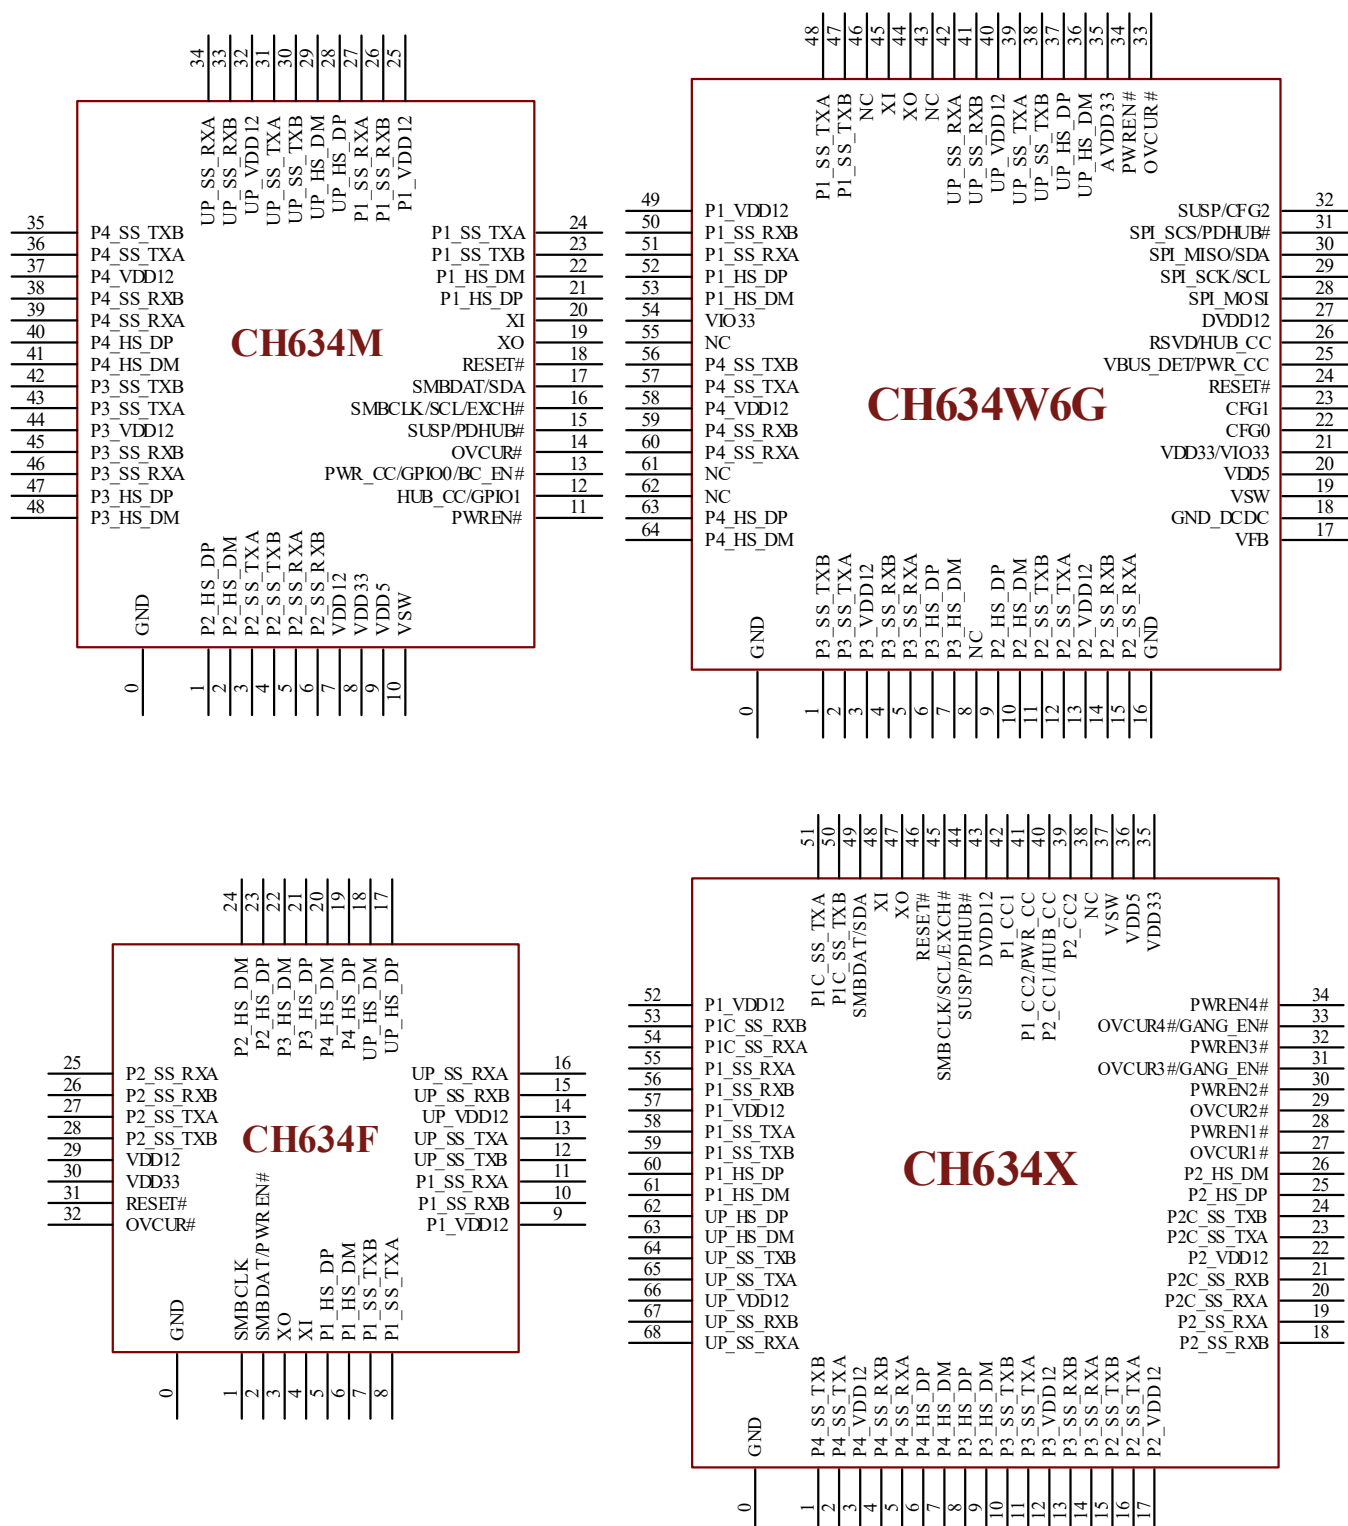 CH634M
34 UP_SS_RXA
33 UP_SS_RXB
32 UP_VDD12
31 UP_SS_TXA
30 UP_SS_TXB
29 UP_HS_DM
28 UP_HS_DP
27 P1_SS_RXA
26 P1_SS_RXB
25 P1_VDD12
35 P4_SS_TXB
36 P4_SS_TXA
37 P4_VDD12
38 P4_SS_RXB
39 P4_SS_RXA
40 P4_HS_DP
41 P4_HS_DM
42 P3_SS_TXB
43 P3_SS_TXA
44 P3_VDD12
45 P3_SS_RXB
46 P3_SS_RXA
47 P3_HS_DP
48 P3_HS_DM
P1_SS_TXA 24
P1_SS_TXB 23
P1_HS_DM 22
P1_HS_DP 21
XI 20
XO 19
RESET# 18
SMBDAT/SDA 17
SMBCLK/SCL/EXCH# 16
SUSP/PDHUB# 15
OVCUR# 14
PWR_CC/GPIO0/BC_EN# 13
HUB_CC/GPIO1 12
PWREN# 11
GND 0
P2_HS_DP 1
P2_HS_DM 2
P2_SS_TXA 3
P2_SS_TXB 4
P2_SS_RXA 5
P2_SS_RXB 6
VDD12 7
VDD33 8
VDD5 9
VSW 10
CH634W6G
48 P1_SS_TXA
47 P1_SS_TXB
46 NC
45 XI
44 XO
43 NC
42 UP_SS_RXA
41 UP_SS_RXB
40 UP_VDD12
39 UP_SS_TXA
38 UP_SS_TXB
37 UP_HS_DP
36 UP_HS_DM
35 AVDD33
34 PWREN#
33 OVCUR#
49 P1_VDD12
50 P1_SS_RXB
51 P1_SS_RXA
52 P1_HS_DP
53 P1_HS_DM
54 VIO33
55 NC
56 P4_SS_TXB
57 P4_SS_TXA
58 P4_VDD12
59 P4_SS_RXB
60 P4_SS_RXA
61 NC
62 NC
63 P4_HS_DP
64 P4_HS_DM
SUSP/CFG2 32
SPI_SCS/PDHUB# 31
SPI_MISO/SDA 30
SPI_SCK/SCL 29
SPI_MOSI 28
DVDD12 27
RSVD/HUB_CC 26
VBUS_DET/PWR_CC 25
RESET# 24
CFG1 23
CFG0 22
VDD33/VIO33 21
VDD5 20
VSW 19
GND_DCDC 18
VFB 17
GND 0
P3_SS_TXB 1
P3_SS_TXA 2
P3_VDD12 3
P3_SS_RXB 4
P3_SS_RXA 5
P3_HS_DP 6
P3_HS_DM 7
NC 8
P2_HS_DP 9
P2_HS_DM 10
P2_SS_TXB 11
P2_SS_TXA 12
P2_VDD12 13
P2_SS_RXB 14
P2_SS_RXA 15
GND 16
CH634F
24 P2_HS_DM
23 P2_HS_DP
22 P3_HS_DM
21 P3_HS_DP
20 P4_HS_DM
19 P4_HS_DP
18 UP_HS_DM
17 UP_HS_DP
25 P2_SS_RXA
26 P2_SS_RXB
27 P2_SS_TXA
28 P2_SS_TXB
29 VDD12
30 VDD33
31 RESET#
32 OVCUR#
UP_SS_RXA 16
UP_SS_RXB 15
UP_VDD12 14
UP_SS_TXA 13
UP_SS_TXB 12
P1_SS_RXA 11
P1_SS_RXB 10
P1_VDD12 9
GND 0
SMBCLK 1
SMBDAT/PWREN# 2
XO 3
XI 4
P1_HS_DP 5
P1_HS_DM 6
P1_SS_TXB 7
P1_SS_TXA 8
CH634X
51 P1C_SS_TXA
50 P1C_SS_TXB
49 SMBDAT/SDA
48 XI
47 XO
46 RESET#
45 SMBCLK/SCL/EXCH#
44 SUSP/PDHUB#
43 DVDD12
42 P1_CC1
41 P1_CC2/PWR_CC
40 P2_CC1/HUB_CC
39 P2_CC2
38 NC
37 VSW
36 VDD5
35 VDD33
52 P1_VDD12
53 P1C_SS_RXB
54 P1C_SS_RXA
55 P1_SS_RXA
56 P1_SS_RXB
57 P1_VDD12
58 P1_SS_TXA
59 P1_SS_TXB
60 P1_HS_DP
61 P1_HS_DM
62 UP_HS_DP
63 UP_HS_DM
64 UP_SS_TXB
65 UP_SS_TXA
66 UP_VDD12
67 UP_SS_RXB
68 UP_SS_RXA
PWREN4# 34
OVCUR4#/GANG_EN# 33
PWREN3# 32
OVCUR3#/GANG_EN# 31
PWREN2# 30
OVCUR2# 29
PWREN1# 28
OVCUR1# 27
P2_HS_DM 26
P2_HS_DP 25
P2C_SS_TXB 24
P2C_SS_TXA 23
P2_VDD12 22
P2C_SS_RXB 21
P2C_SS_RXA 20
P2_SS_RXA 19
P2_SS_RXB 18
GND 0
P4_SS_TXB 1
P4_SS_TXA 2
P4_VDD12 3
P4_SS_RXB 4
P4_SS_RXA 5
P4_HS_DP 6
P4_HS_DM 7
P3_HS_DP 8
P3_HS_DM 9
P3_SS_TXB 10
P3_SS_TXA 11
P3_VDD12 12
P3_SS_RXB 13
P3_SS_RXA 14
P2_SS_TXB 15
P2_SS_TXA 16
P2_VDD12 17